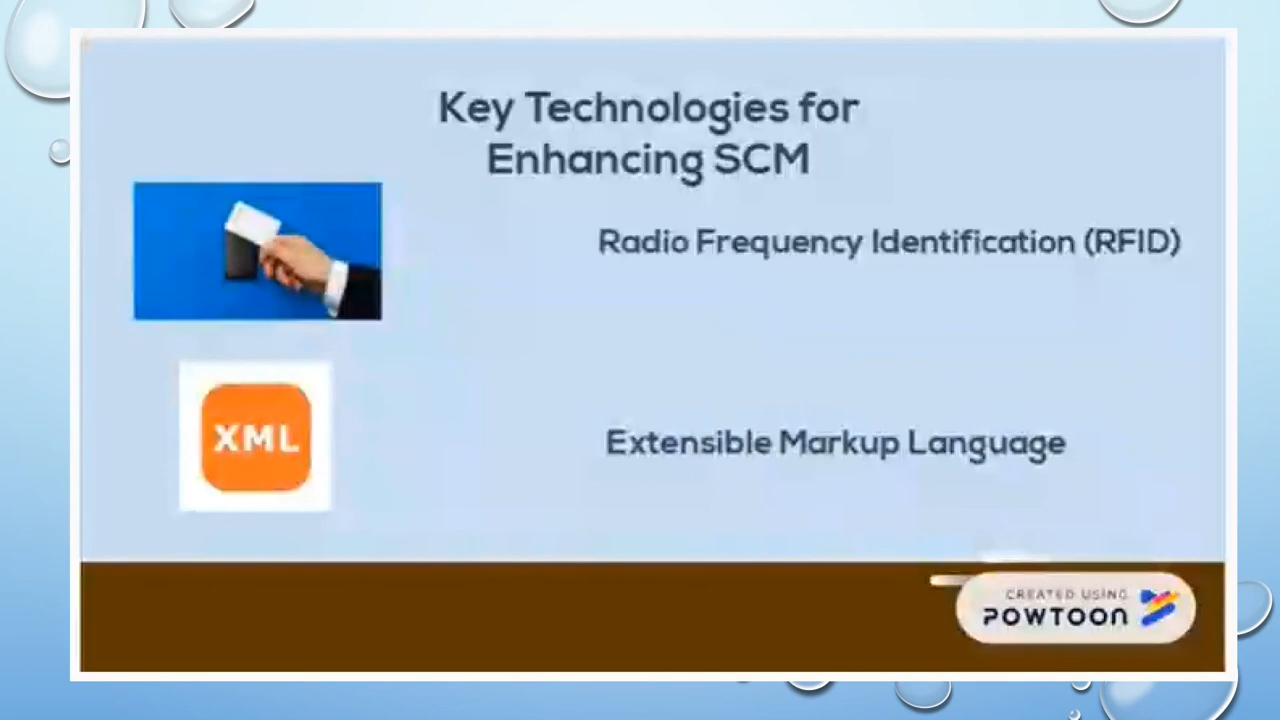 Key Technologies for
Enhancing SCM
Radio Frequency Identification (RFID)
XML
Extensible Markup Language
CREATED USING
POWTOON